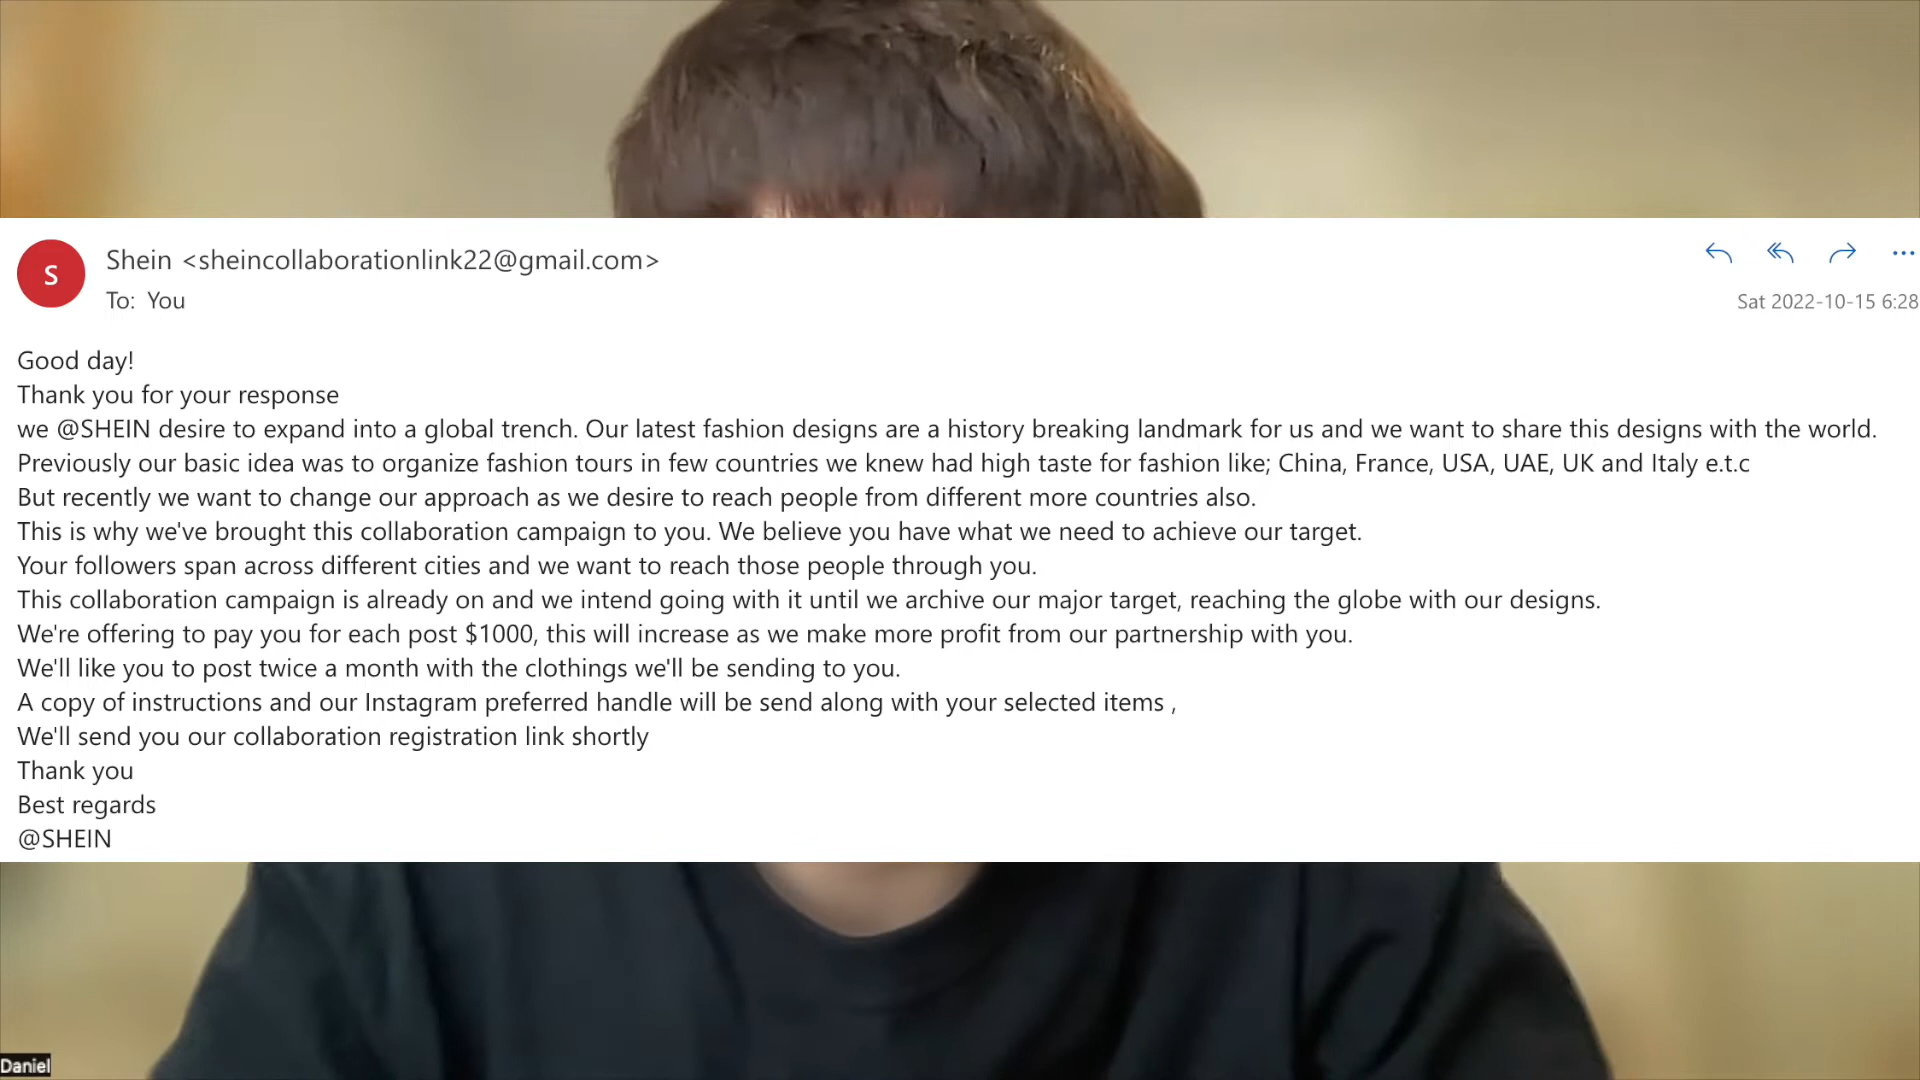 S
Shein <sheincollaborationlink22@gmail.com>
To: You
Sat 2022-10-15 6:28
Good day!
Thank you for your response
we @SHEIN desire to expand into a global trench. Our latest fashion designs are a history breaking landmark for us and we want to share this designs with the world.
Previously our basic idea was to organize fashion tours in few countries we knew had high taste for fashion like; China, France, USA, UAE, UK and Italy e.t.c
But recently we want to change our approach as we desire to reach people from different more countries also.
This is why we've brought this collaboration campaign to you. We believe you have what we need to achieve our target.
Your followers span across different cities and we want to reach those people through you.
This collaboration campaign is already on and we intend going with it until we archive our major target, reaching the globe with our designs.
We're offering to pay you for each post $1000, this will increase as we make more profit from our partnership with you.
We'll like you to post twice a month with the clothings we'll be sending to you.
A copy of instructions and our Instagram preferred handle will be send along with your selected items ,
We'll send you our collaboration registration link shortly
Thank you
Best regards
@SHEIN
Daniel